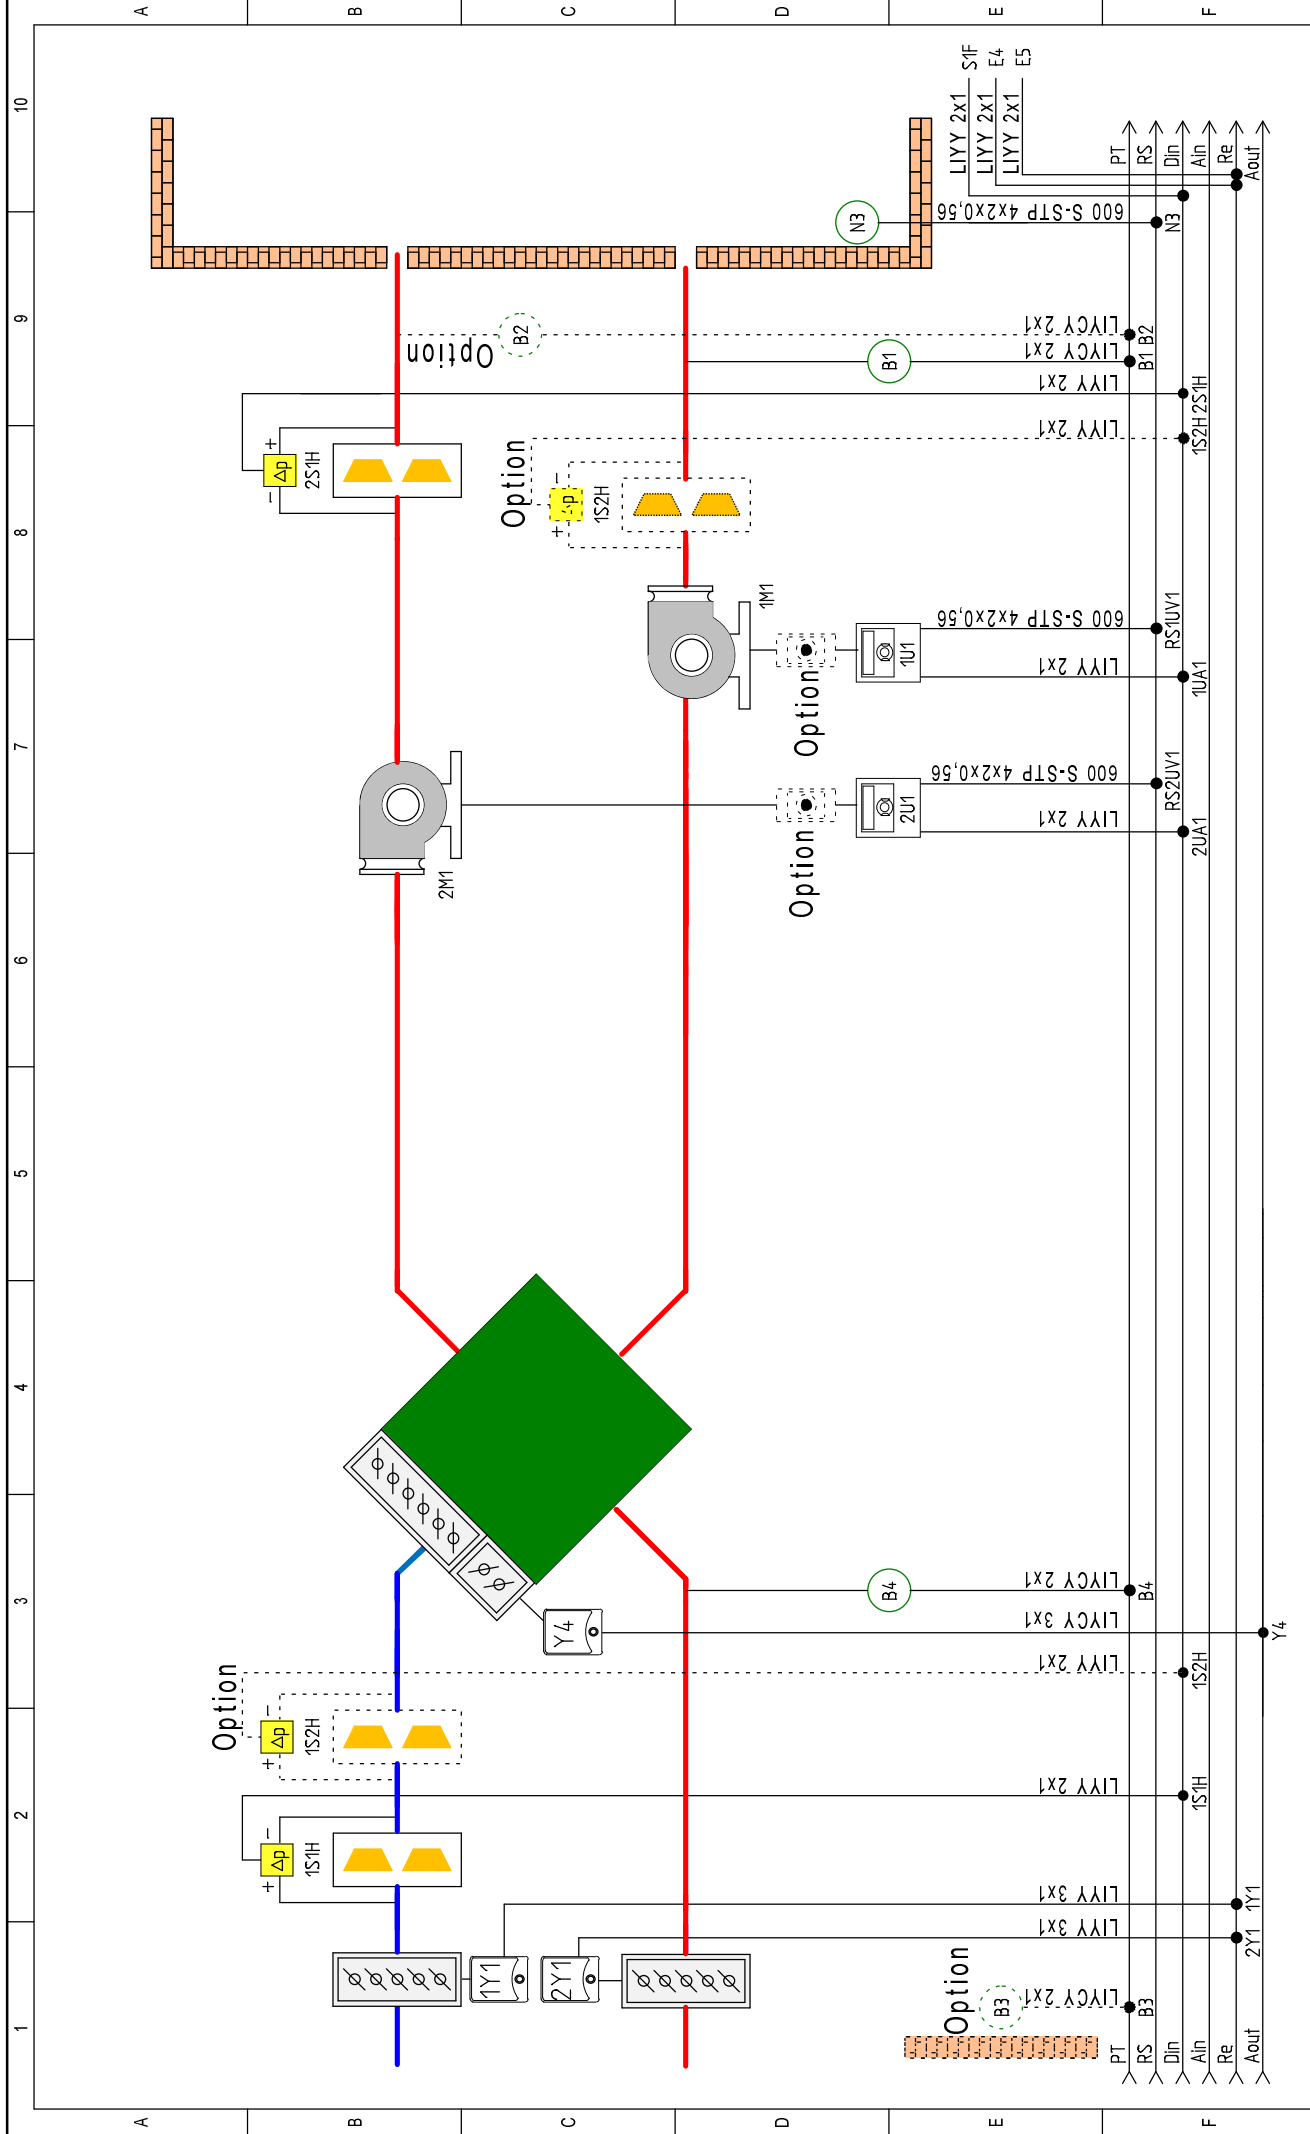 A
B
C
D
E
F
10
9
8
7
6
5
4
3
2
1
S1F
E4
E5
LIYY 2x1
LIYY 2x1
LIYY 2x1
PT
RS
Din
Ain
Re
Aout
N3
600 S-STP 4x2x0,56
N3
B2
Option
LIYCY 2x1
B2
B1
LIYCY 2x1
B1
LIYY 2x1
2S1H
+
Δp
-
2S1H
Option
LIYY 2x1
1S2H
-
p
+
1S2H
1M1
Option
1U1
600 S-STP 4x2x0,56
RS1UV1
LIYY 2x1
1UA1
2M1
Option
2U1
600 S-STP 4x2x0,56
RS2UV1
LIYY 2x1
2UA1
B4
LIYCY 2x1
B4
Y4
LIYCY 3x1
Y4
Option
LIYY 2x1
1S2H
-
Δp
+
1S2H
LIYY 2x1
1S1H
-
Δp
+
1S1H
LIYY 3x1
1Y1
LIYY 3x1
2Y1
1Y1
2Y1
Option
B3
LIYCY 2x1
B3
PT
RS
Din
Ain
Re
Aout
A
B
C
D
E
F